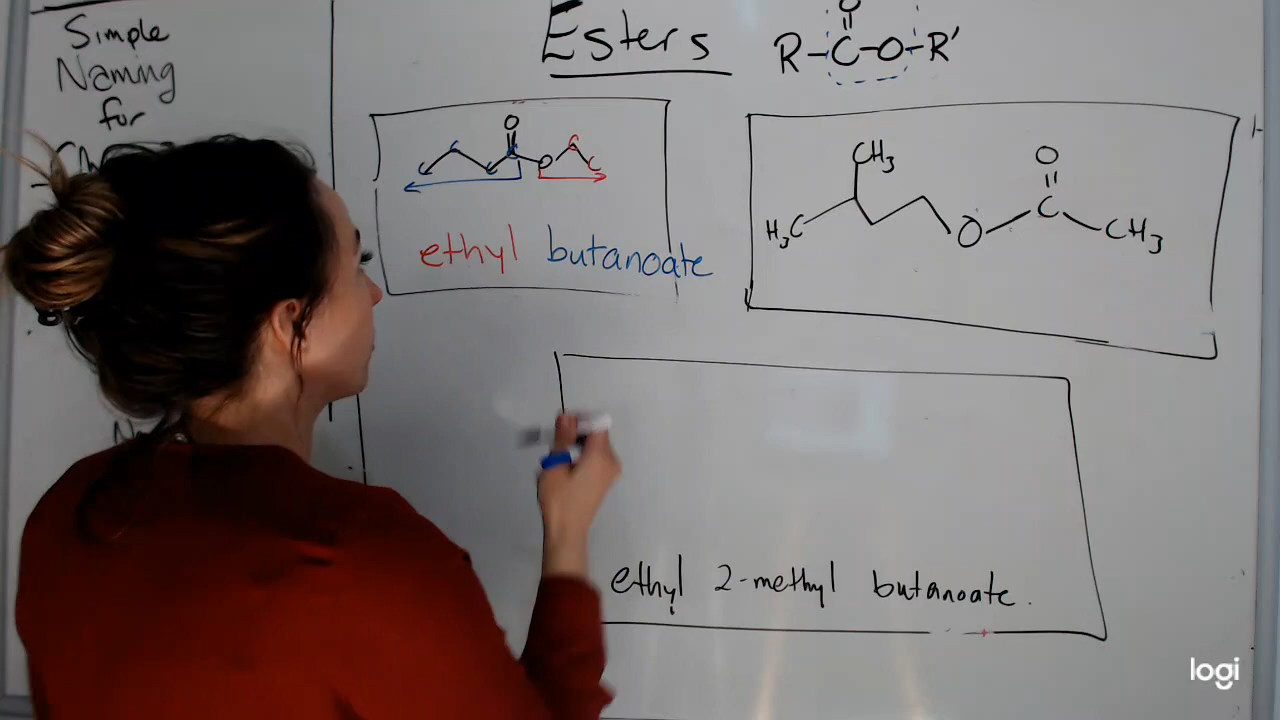 Simple
Naming
for
Esters
O
R-C-O-R'
O
O
ethyl butanoate
CH3
O
H3C
O
C
CH3
ethyl 2-methyl butanoate.
logi